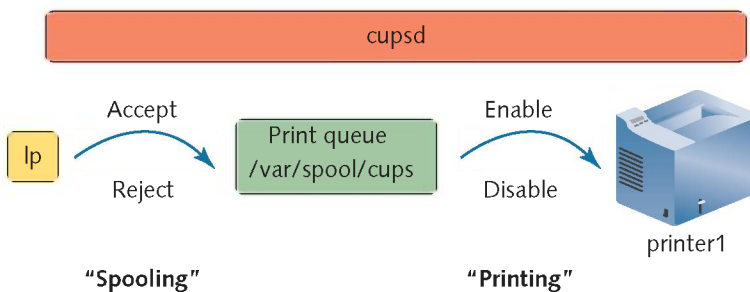 cupsd
Accept
Enable
lp
Print queue
/var/spool/cups
Reject
Disable
printer1
“Spooling”
“Printing”